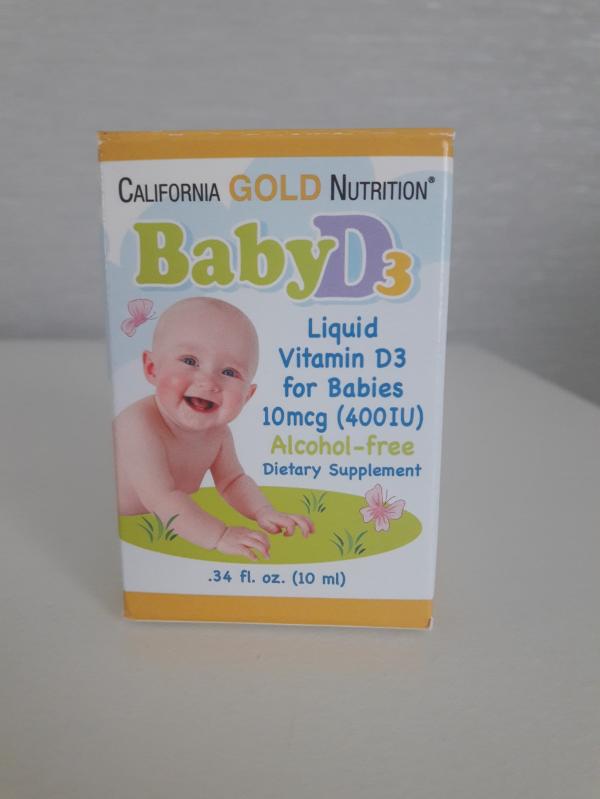 CALIFORNIA GOLD NUTRITION®
BabyD3
Liquid
Vitamin D3
for Babies
10mcg (400IU)
Alcohol-free
Dietary Supplement
.34 fl. oz. (10 ml)